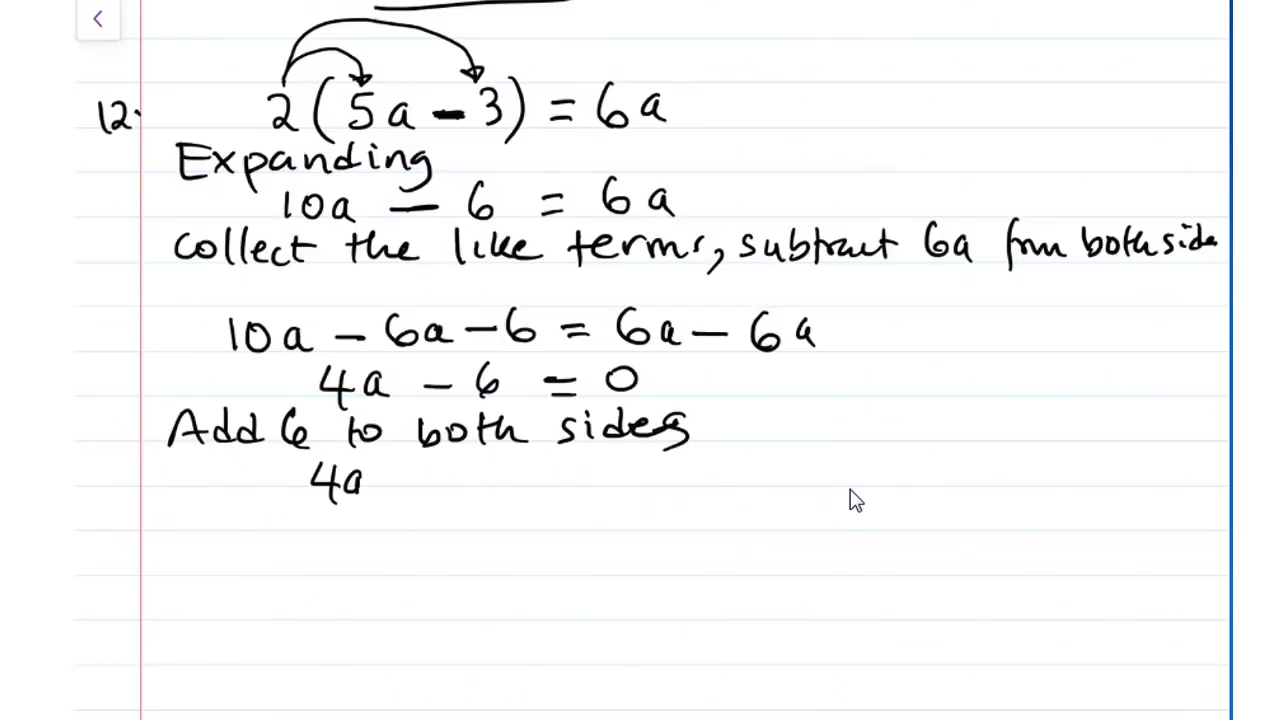 12. 2(5a - 3) = 6a
Expanding
10a - 6 = 6a
collect the like terms, subtract 6a from both side
10a - 6a - 6 = 6a - 6a
4a - 6 = 0
Add 6 to both sides
4a